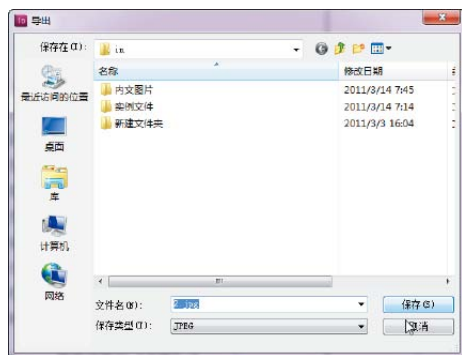 导出
保存在(I): in
名称 修改日期
内文图片 2011/3/14 7:45
实例文件 2011/3/14 7:14
新建文件夹 2011/3/3 16:04
最近访问的位置
桌面
库
计算机
网络
文件名(N): 保存(S)
保存类型(T): JPEG 取消